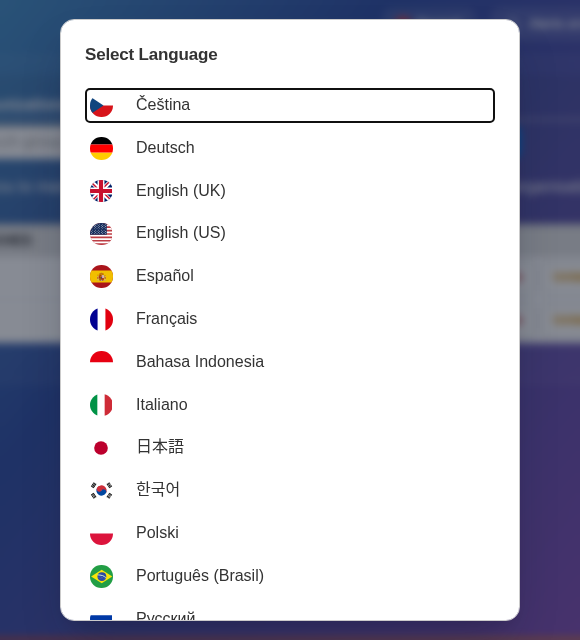 Select Language
Čeština
Deutsch
English (UK)
English (US)
Español
Français
Bahasa Indonesia
Italiano
日本語
한국어
Polski
Português (Brasil)
Русский